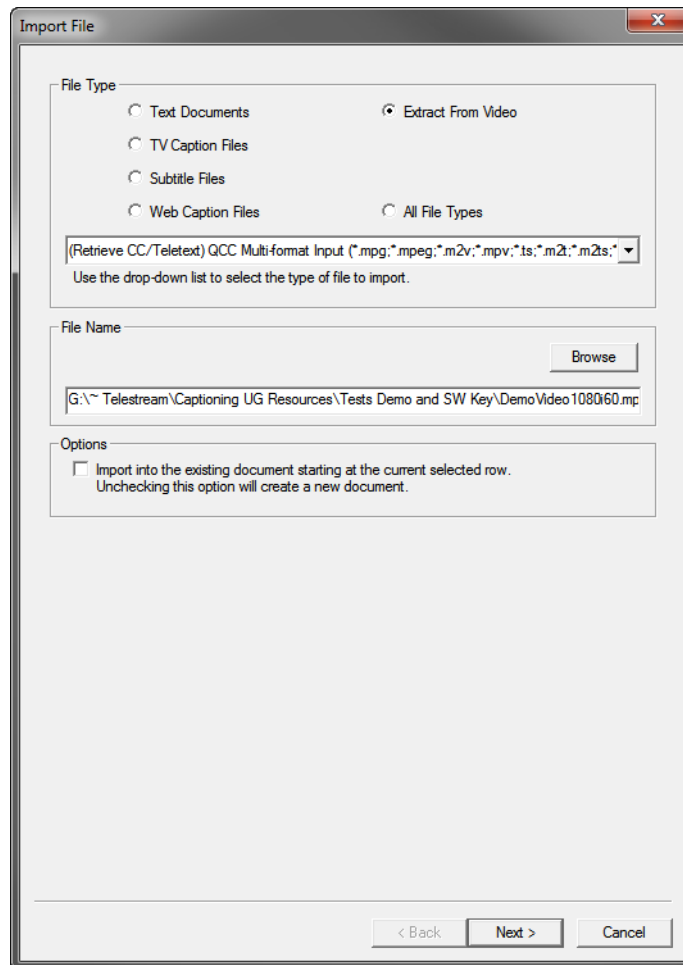 Import File
File Type
Text Documents
Extract From Video
TV Caption Files
Subtitle Files
Web Caption Files
All File Types
(Retrieve CC/Teletext) QCC Multi-format Input (*.mpg;*.mpeg;*.m2v;*.mpv;*.ts;*.m2t;*.m2ts;*
Use the drop-down list to select the type of file to import.
File Name
Browse
G:\~ Telestream\Captioning UG Resources\Tests Demo and SW Key\DemoVideo1080i60.mp
Options
Import into the existing document starting at the current selected row.
Unchecking this option will create a new document.
< Back
Next >
Cancel